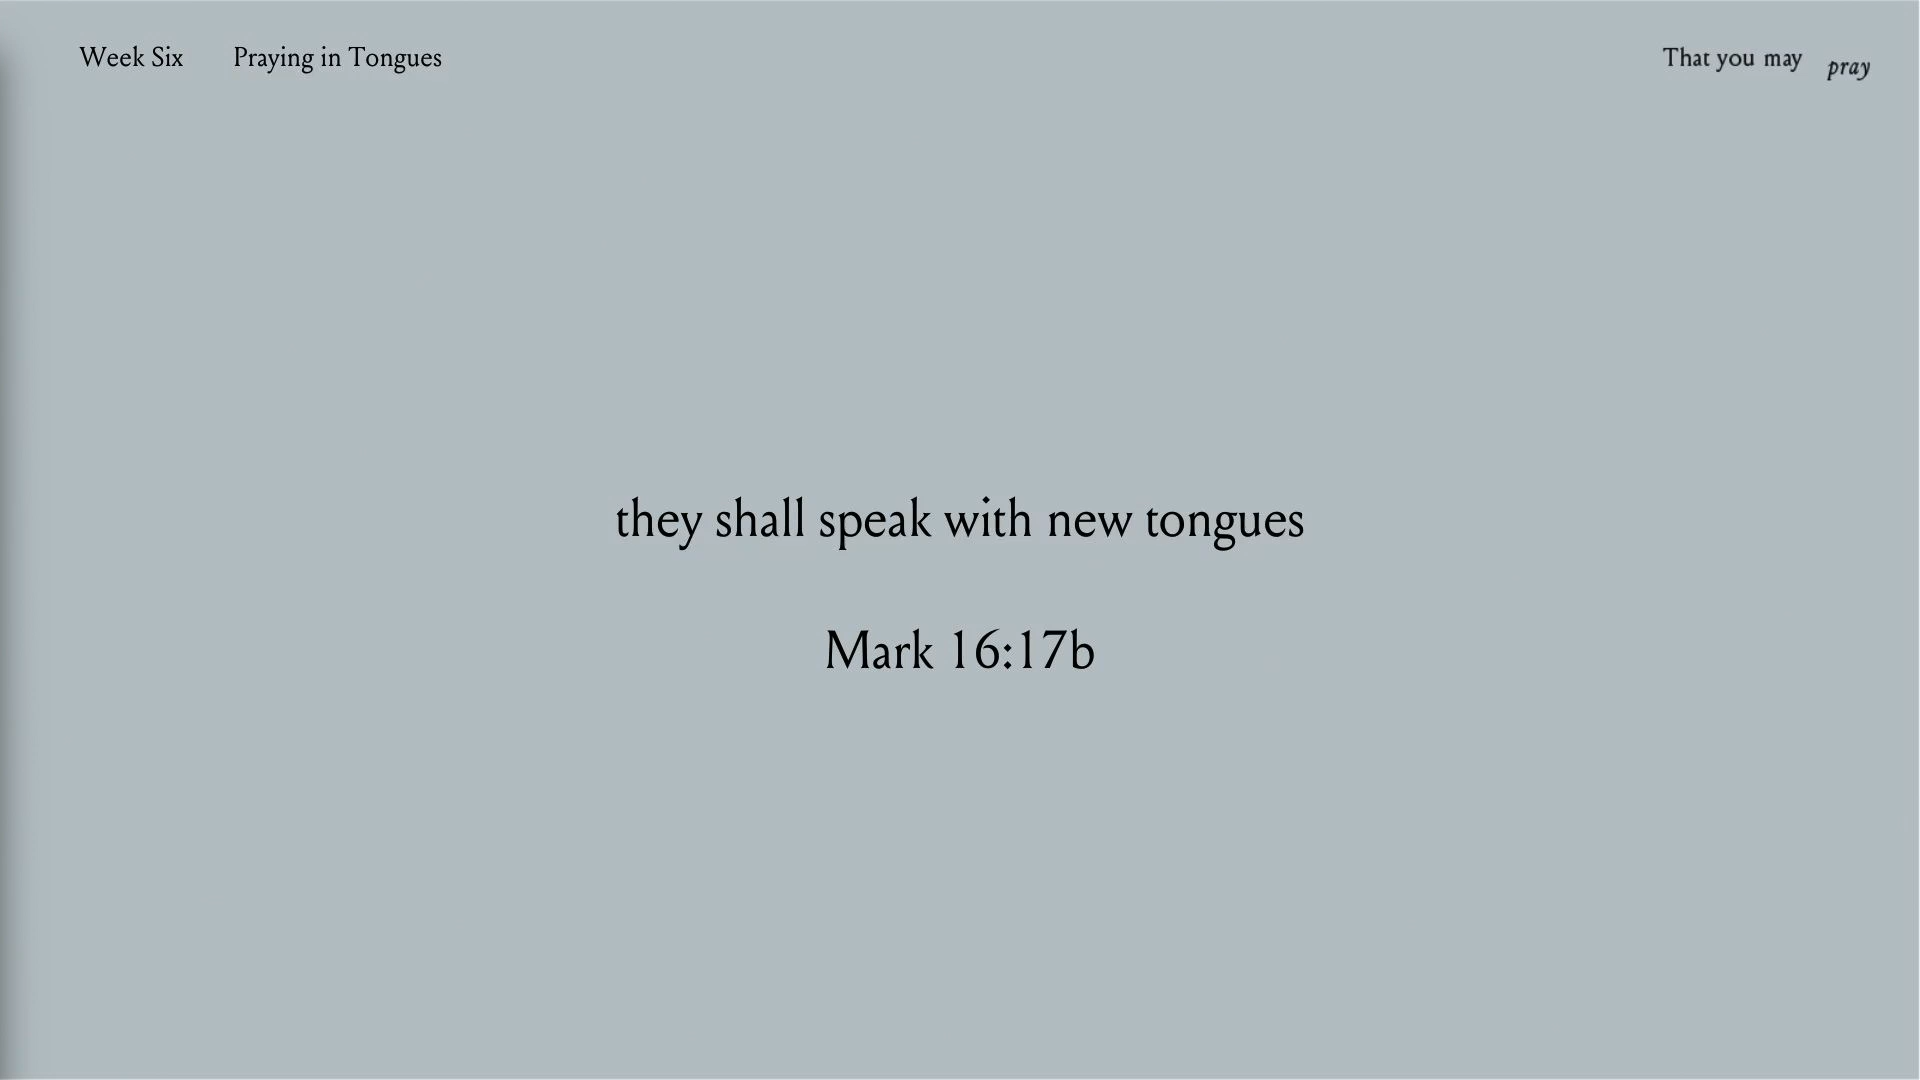 Week Six Praying in Tongues That you may pray
they shall speak with new tongues
Mark 16:17b